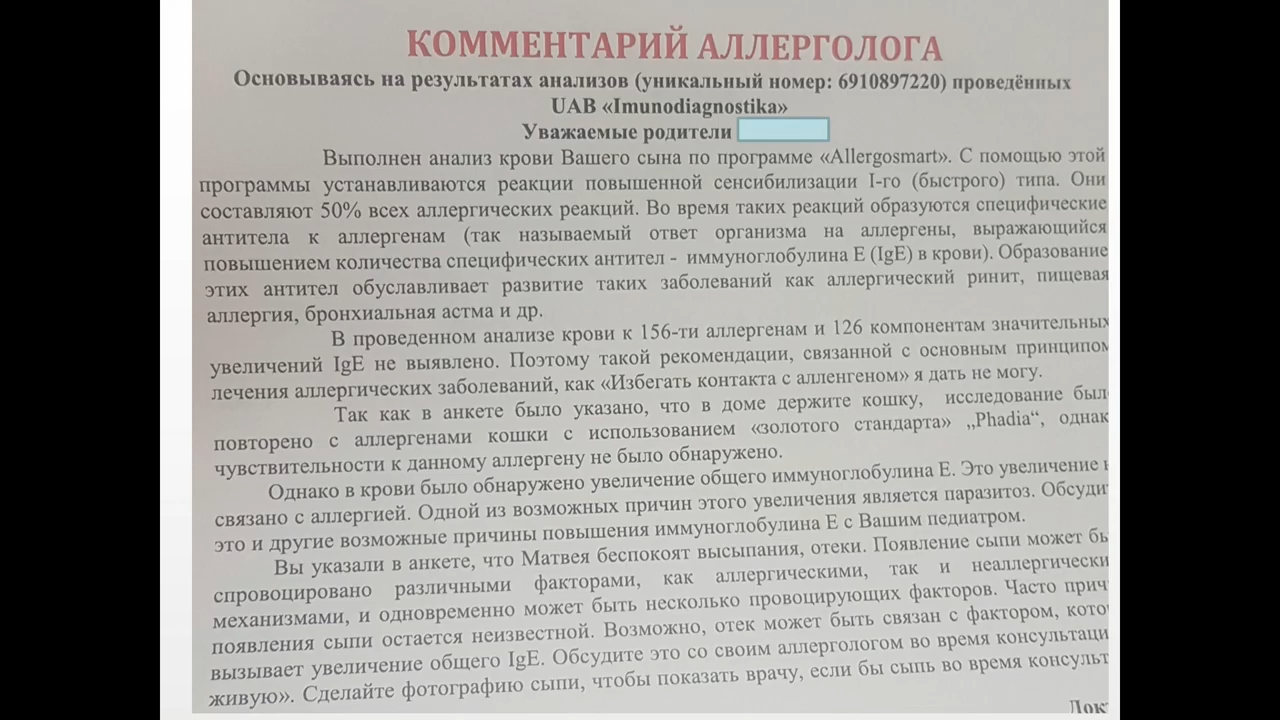 КОММЕНТАРИЙ АЛЛЕРГОЛОГА
Основываясь на результатах анализов (уникальный номер: 6910897220) проведённых
UAB «Imunodiagnostika»
Уважаемые родители
Выполнен анализ крови Вашего сына по программе «Allergosmart». С помощью этой
программы устанавливаются реакции повышенной сенсибилизации I-го (быстрого) типа. Они
составляют 50% всех аллергических реакций. Во время таких реакций образуются специфические
антитела к аллергенам (так называемый ответ организма на аллергены, выражающийся
повышением количества специфических антител - иммуноглобулина Е (IgE) в крови). Образование
этих антител обуславливает развитие таких заболеваний как аллергический ринит, пищевая
аллергия, бронхиальная астма и др.
В проведенном анализе крови к 156-ти аллергенам и 126 компонентам значительных
увеличений IgE не выявлено. Поэтому такой рекомендации, связанной с основным принципом
лечения аллергических заболеваний, как «Избегать контакта с алленгеном» я дать не могу.
Так как в анкете было указано, что в доме держите кошку, исследование был
повторено с аллергенами кошки с использованием «золотого стандарта» „Phadia“, однак
чувствительности к данному аллергену не было обнаружено.
Однако в крови было обнаружено увеличение общего иммуноглобулина Е. Это увеличение
связано с аллергией. Одной из возможных причин этого увеличения является паразитоз. Обсуди
это и другие возможные причины повышения иммуноглобулина Е с Вашим педиатром.
Вы указали в анкете, что Матвея беспокоят высыпания, отеки. Появление сыпи может бы
спровоцировано различными факторами, как аллергическими, так и неаллергически
механизмами, и одновременно может быть несколько провоцирующих факторов. Часто прич
появления сыпи остается неизвестной. Возможно, отек может быть связан с фактором, кото
вызывает увеличение общего IgE. Обсудите это со своим аллергологом во время консультаци
живую». Сделайте фотографию сыпи, чтобы показать врачу, если бы сыпь во время консульт
Докт